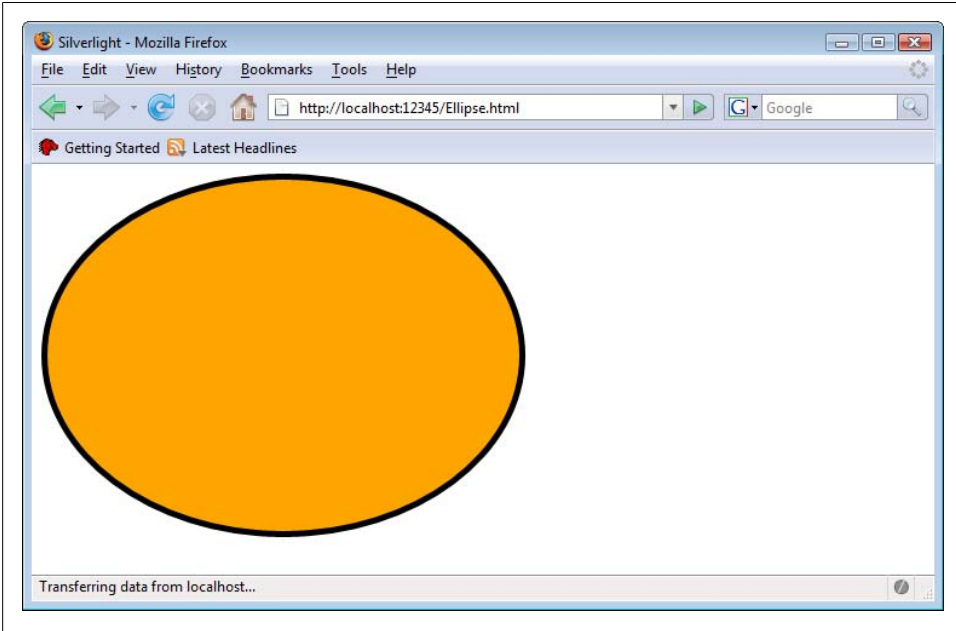 Silverlight - Mozilla Firefox
File Edit View History Bookmarks Tools Help
http://localhost:12345/Ellipse.html G Google
Getting Started Latest Headlines
Transferring data from localhost...